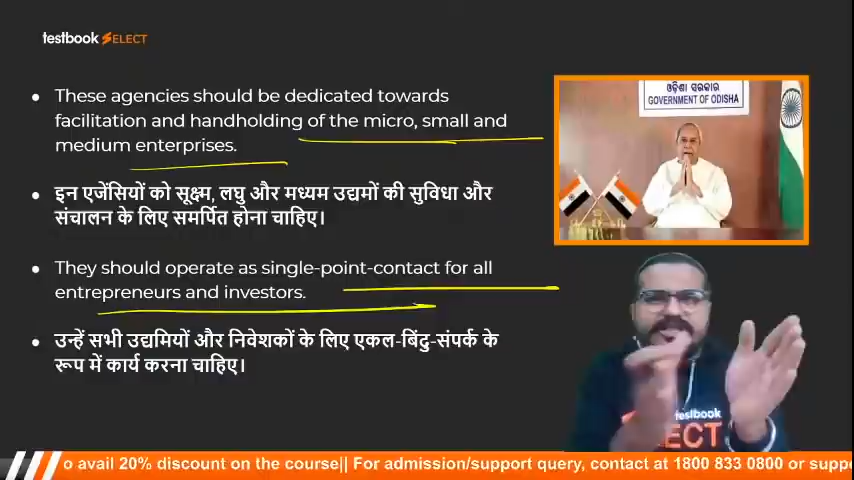 testbook SELECT
These agencies should be dedicated towards
facilitation and handholding of the micro, small and
medium enterprises.
इन एजेंसियों को सूक्ष्म, लघु और मध्यम उद्यमों की सुविधा और
संचालन के लिए समर्पित होना चाहिए।
They should operate as single-point-contact for all
entrepreneurs and investors.
उन्हें सभी उद्यमियों और निवेशकों के लिए एकल-बिंदु-संपर्क के
रूप में कार्य करना चाहिए।
ଓଡ଼ିଶା ସରକାର
GOVERNMENT OF ODISHA
testbook
ECT
o avail 20% discount on the course|| For admission/support query, contact at 1800 833 0800 or suppo